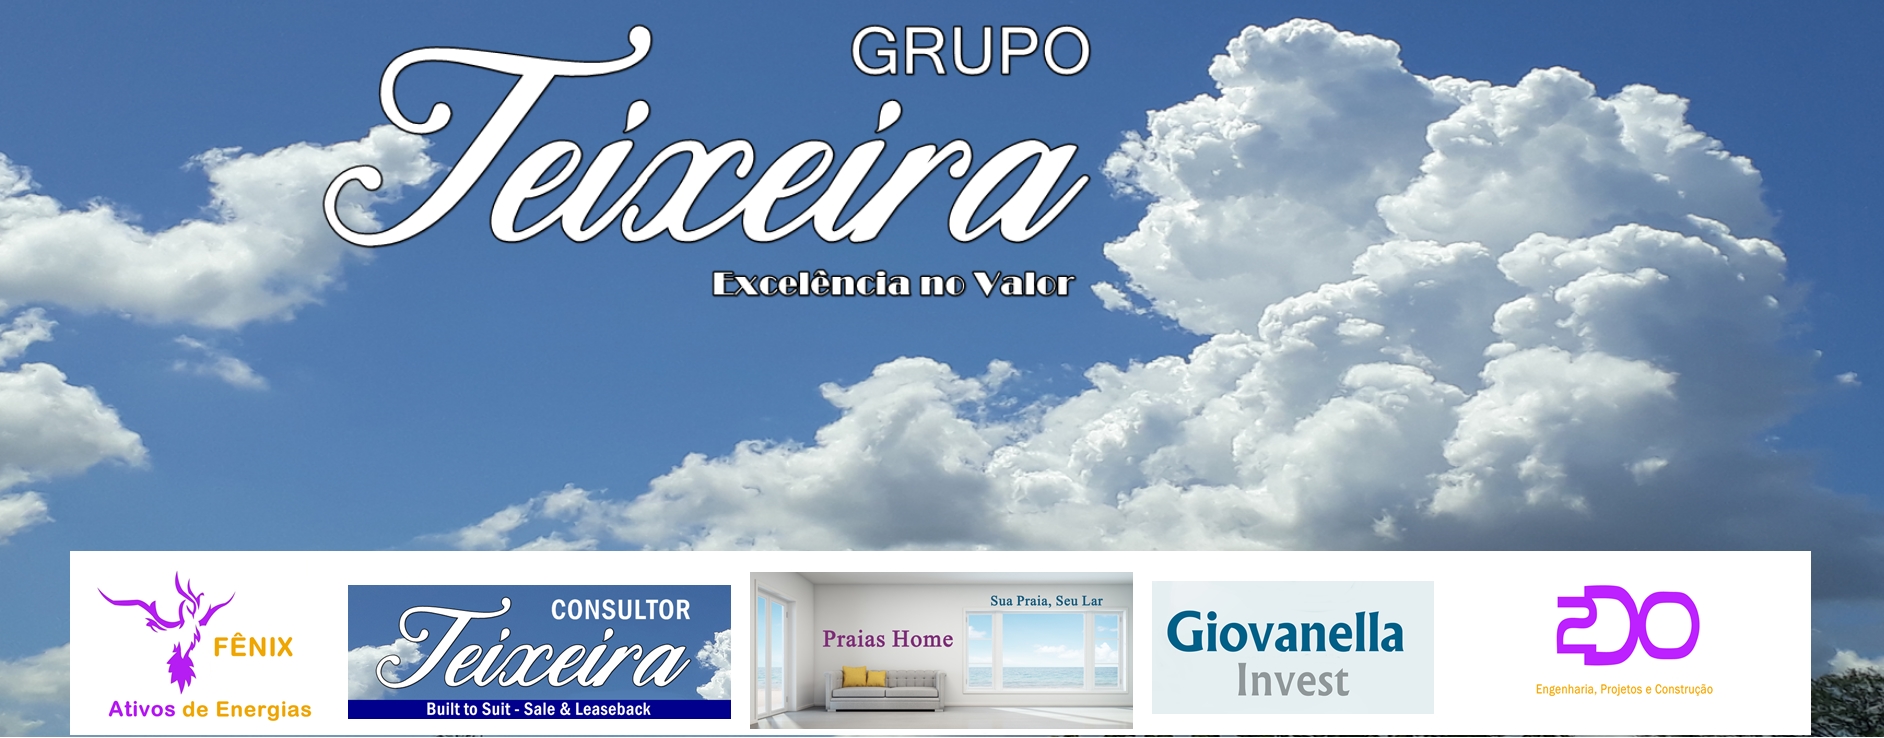 GRUPO
Teixeira
Excelência no Valor
FÊNIX
Ativos de Energias
CONSULTOR
Teixeira
Built to Suit - Sale & Leaseback
Sua Praia, Seu Lar
Praias Home
Giovanella
Invest
2DO
Engenharia, Projetos e Construção